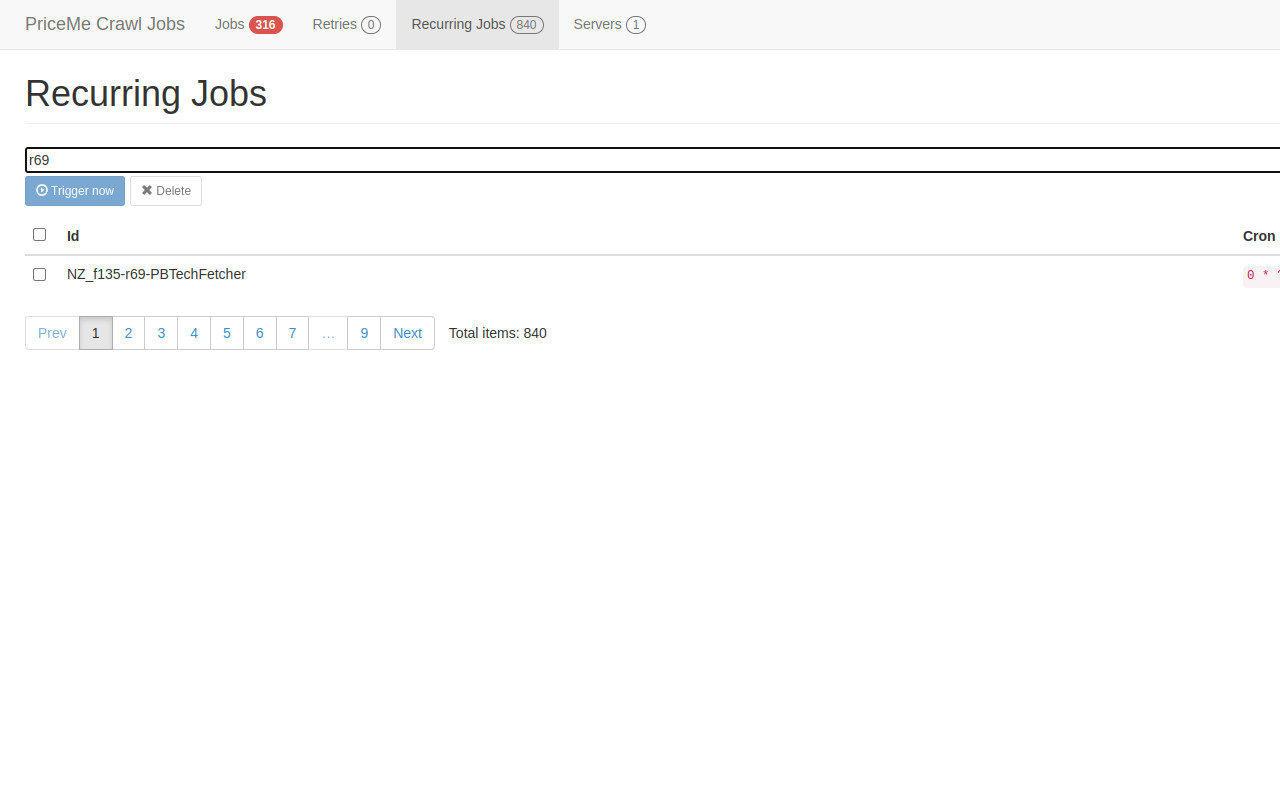 PriceMe Crawl Jobs Jobs 316 Retries 0 Recurring Jobs 840 Servers 1
Recurring Jobs
r69
Trigger now Delete
Id Cron
NZ_f135-r69-PBTechFetcher 0 *
Prev 1 2 3 4 5 6 7 … 9 Next Total items: 840